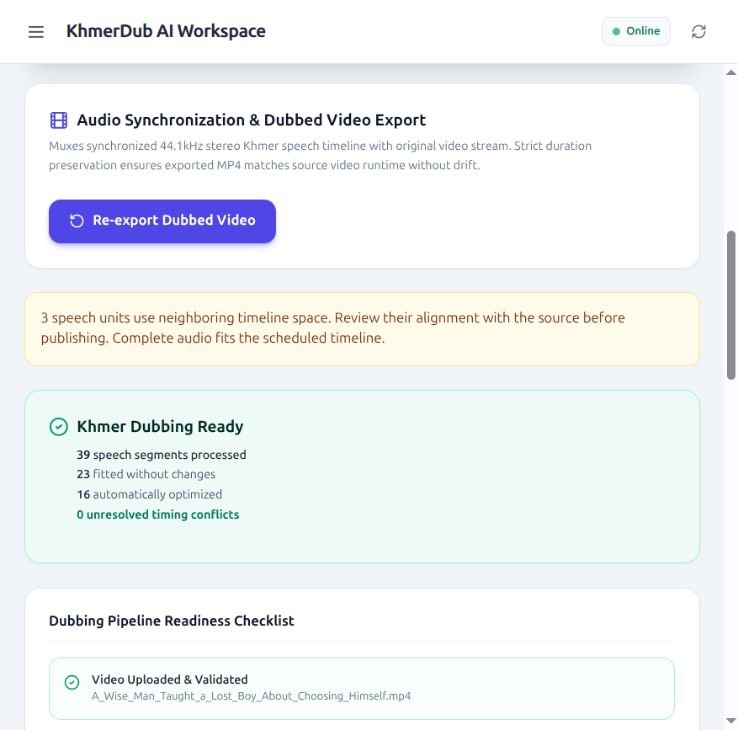 KhmerDub AI Workspace
Online
Audio Synchronization & Dubbed Video Export
Muxes synchronized 44.1kHz stereo Khmer speech timeline with original video stream. Strict duration
preservation ensures exported MP4 matches source video runtime without drift.
Re-export Dubbed Video
3 speech units use neighboring timeline space. Review their alignment with the source before
publishing. Complete audio fits the scheduled timeline.
Khmer Dubbing Ready
39 speech segments processed
23 fitted without changes
16 automatically optimized
0 unresolved timing conflicts
Dubbing Pipeline Readiness Checklist
Video Uploaded & Validated
A_Wise_Man_Taught_a_Lost_Boy_About_Choosing_Himself.mp4